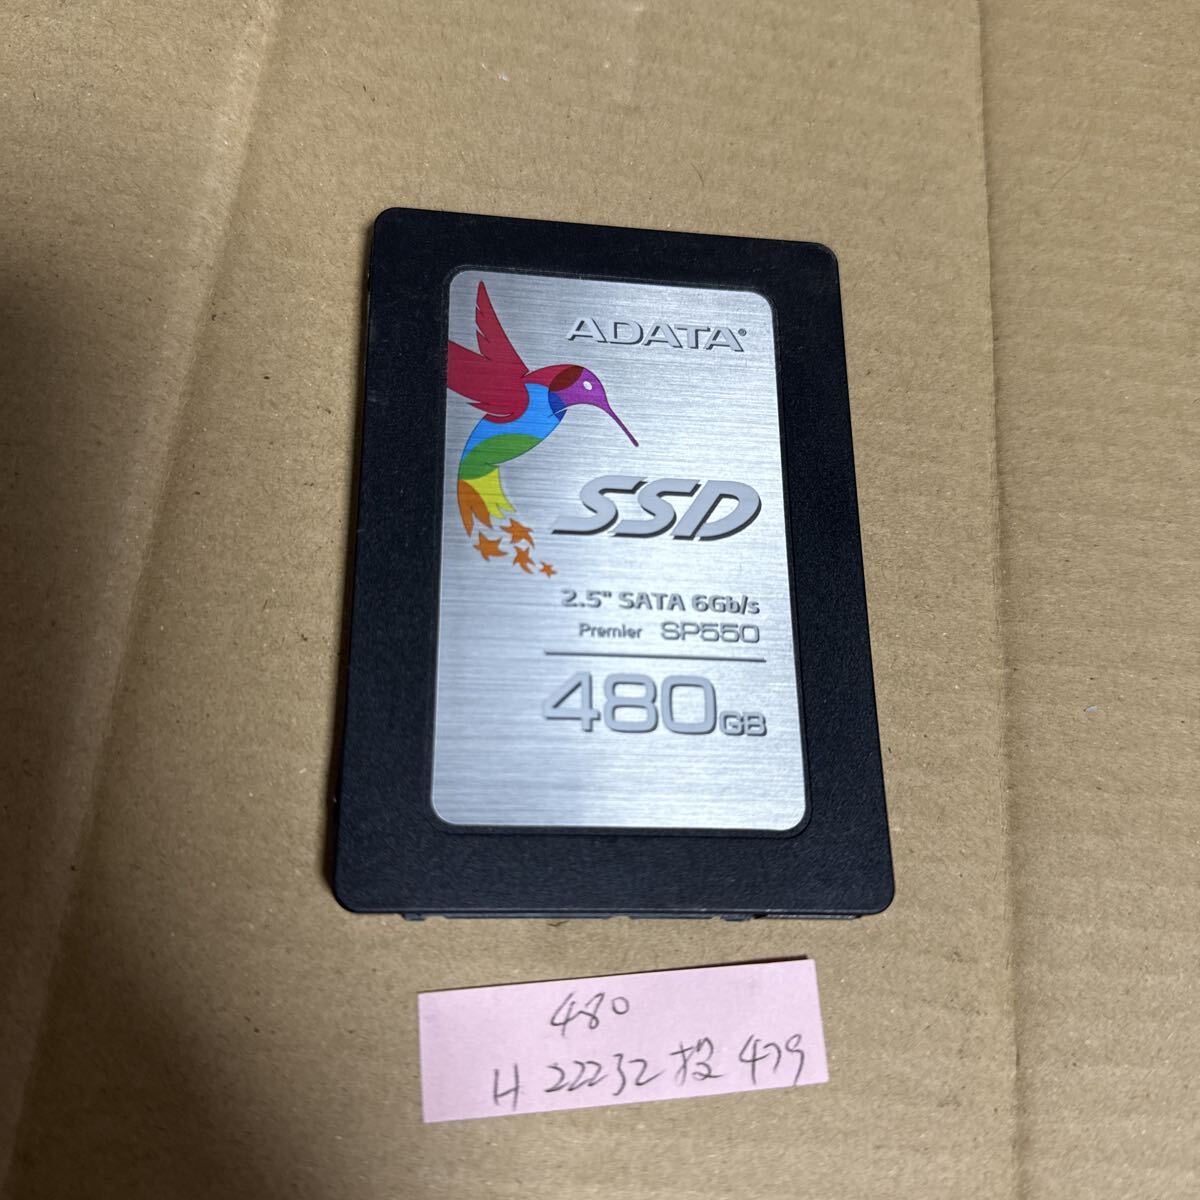 ADATA®
SSD
2.5" SATA 6Gb/s
Premier SP550
480GB
480
H 22232 投 479